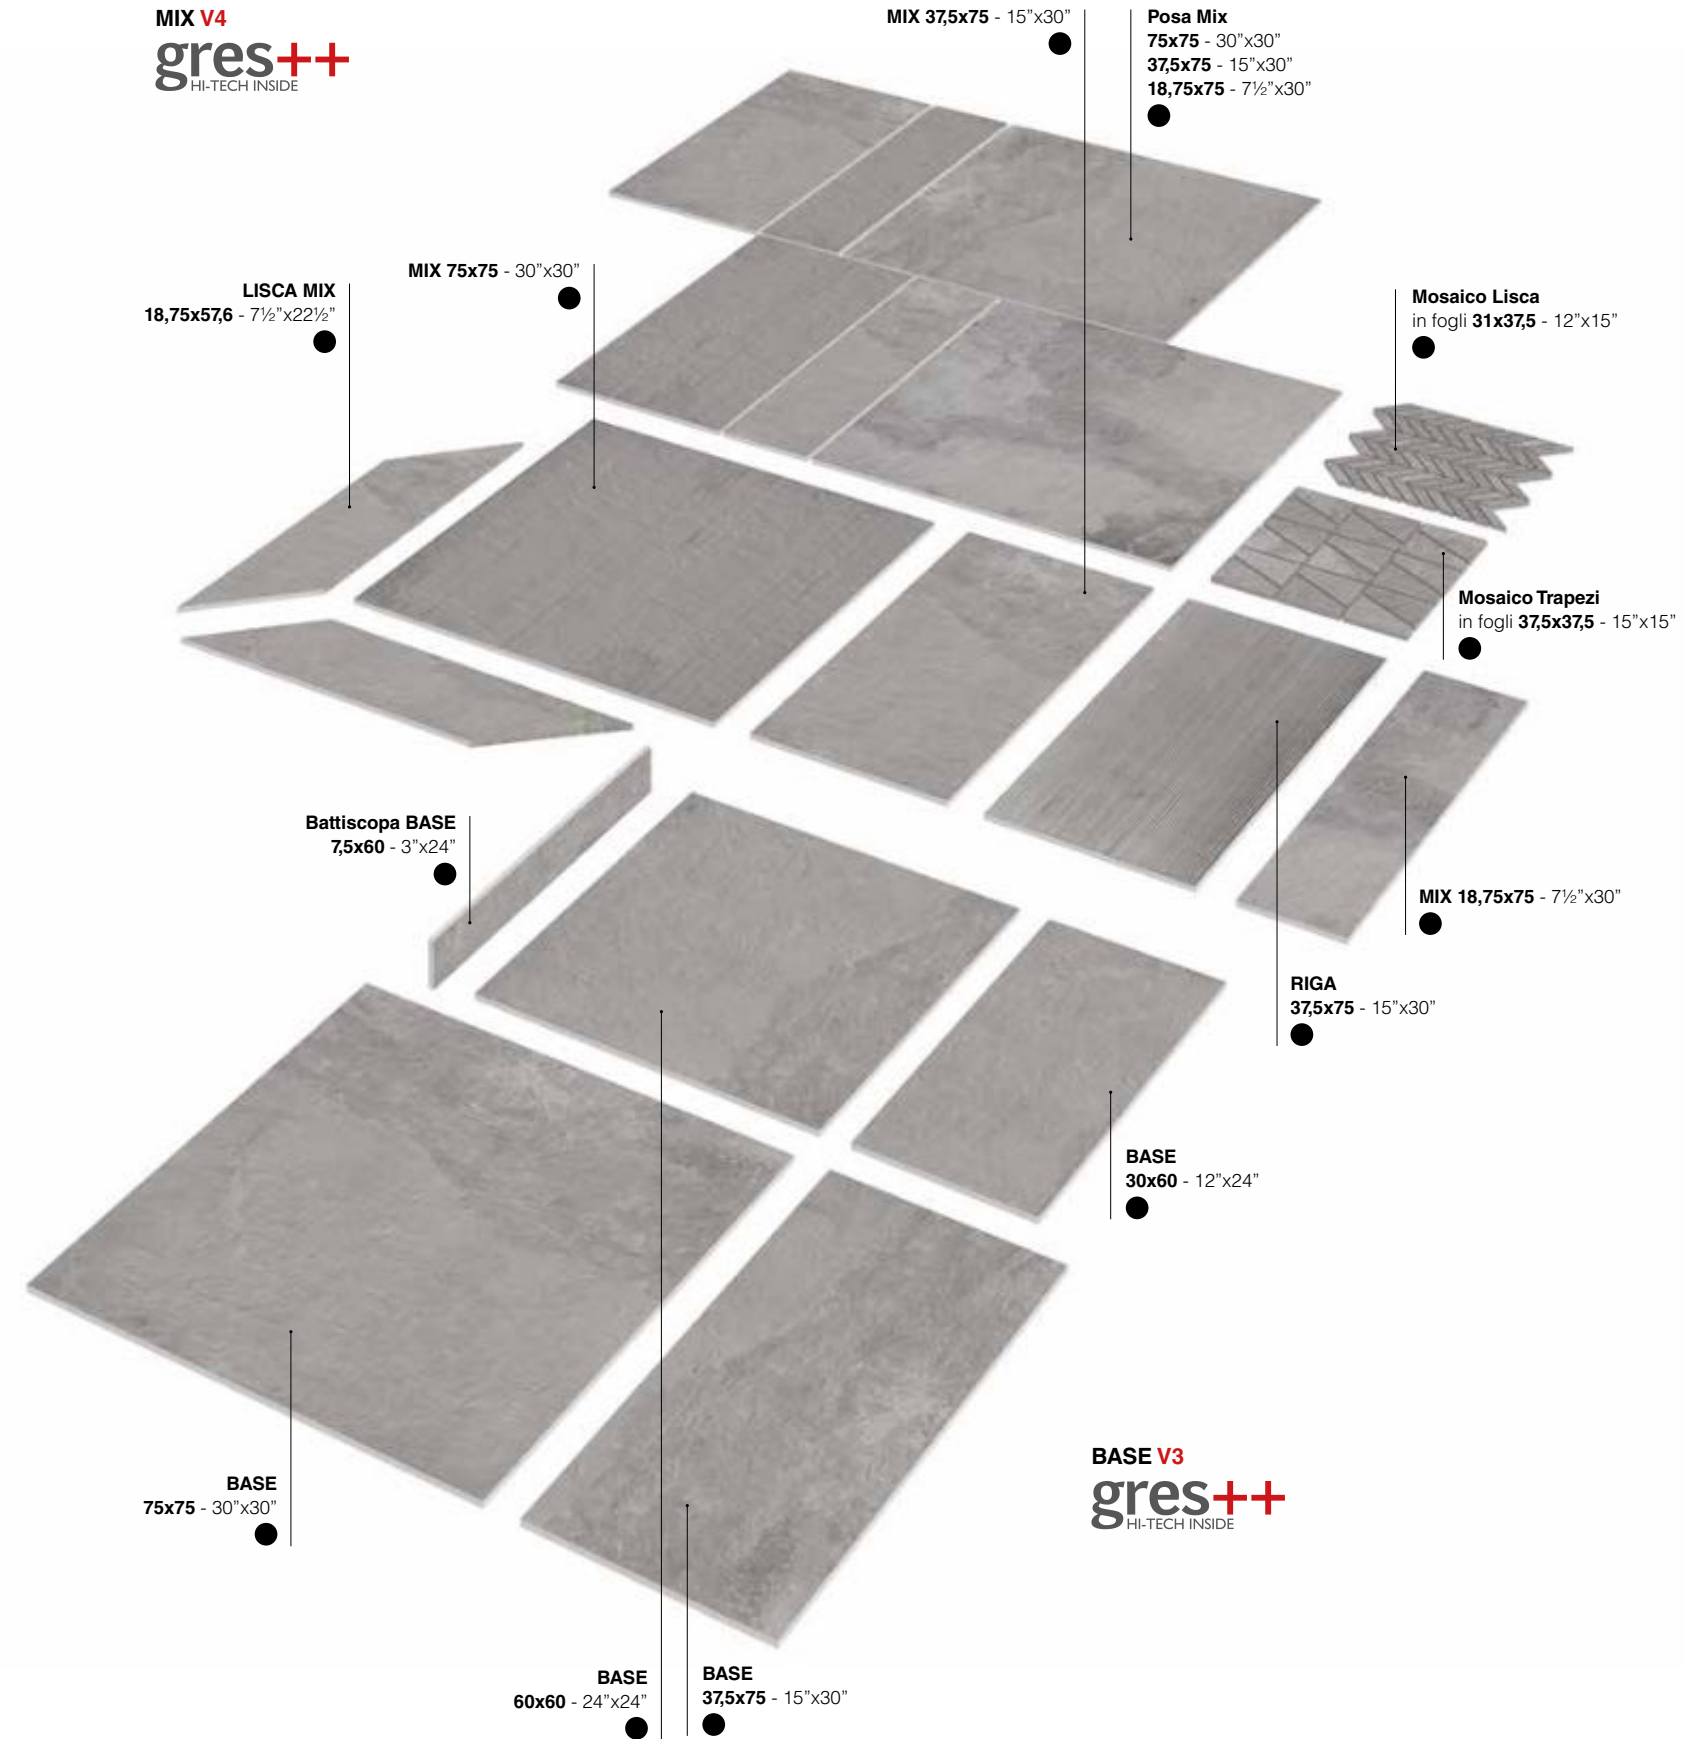 MIX V4
gres++
HI-TECH INSIDE
MIX 37,5x75 - 15”x30”
Posa Mix
75x75 - 30”x30”
37,5x75 - 15”x30”
18,75x75 - 7½”x30”
MIX 75x75 - 30”x30”
LISCA MIX
18,75x57,6 - 7½”x22½”
Mosaico Lisca
in fogli 31x37,5 - 12”x15”
Mosaico Trapezi
in fogli 37,5x37,5 - 15”x15”
Battiscopa BASE
7,5x60 - 3”x24”
MIX 18,75x75 - 7½”x30”
RIGA
37,5x75 - 15”x30”
BASE
30x60 - 12”x24”
BASE V3
gres++
HI-TECH INSIDE
BASE
75x75 - 30”x30”
BASE
60x60 - 24”x24”
BASE
37,5x75 - 15”x30”